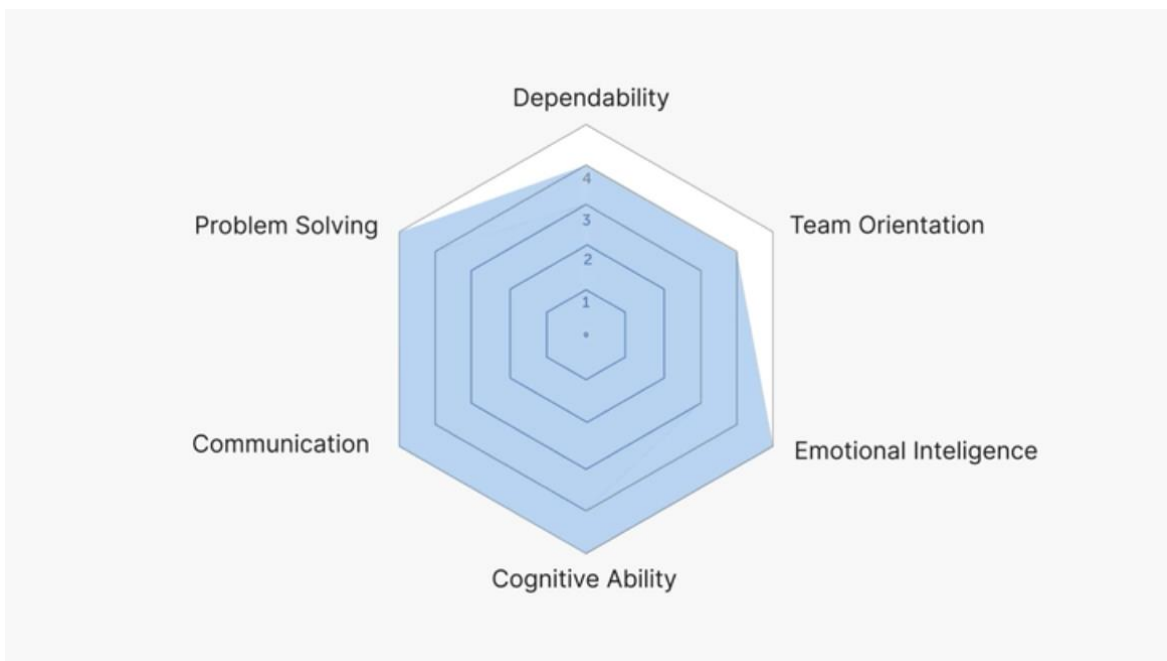 Dependability
4
Problem Solving
Team Orientation
3
2
1
Communication
Emotional Inteligence
Cognitive Ability